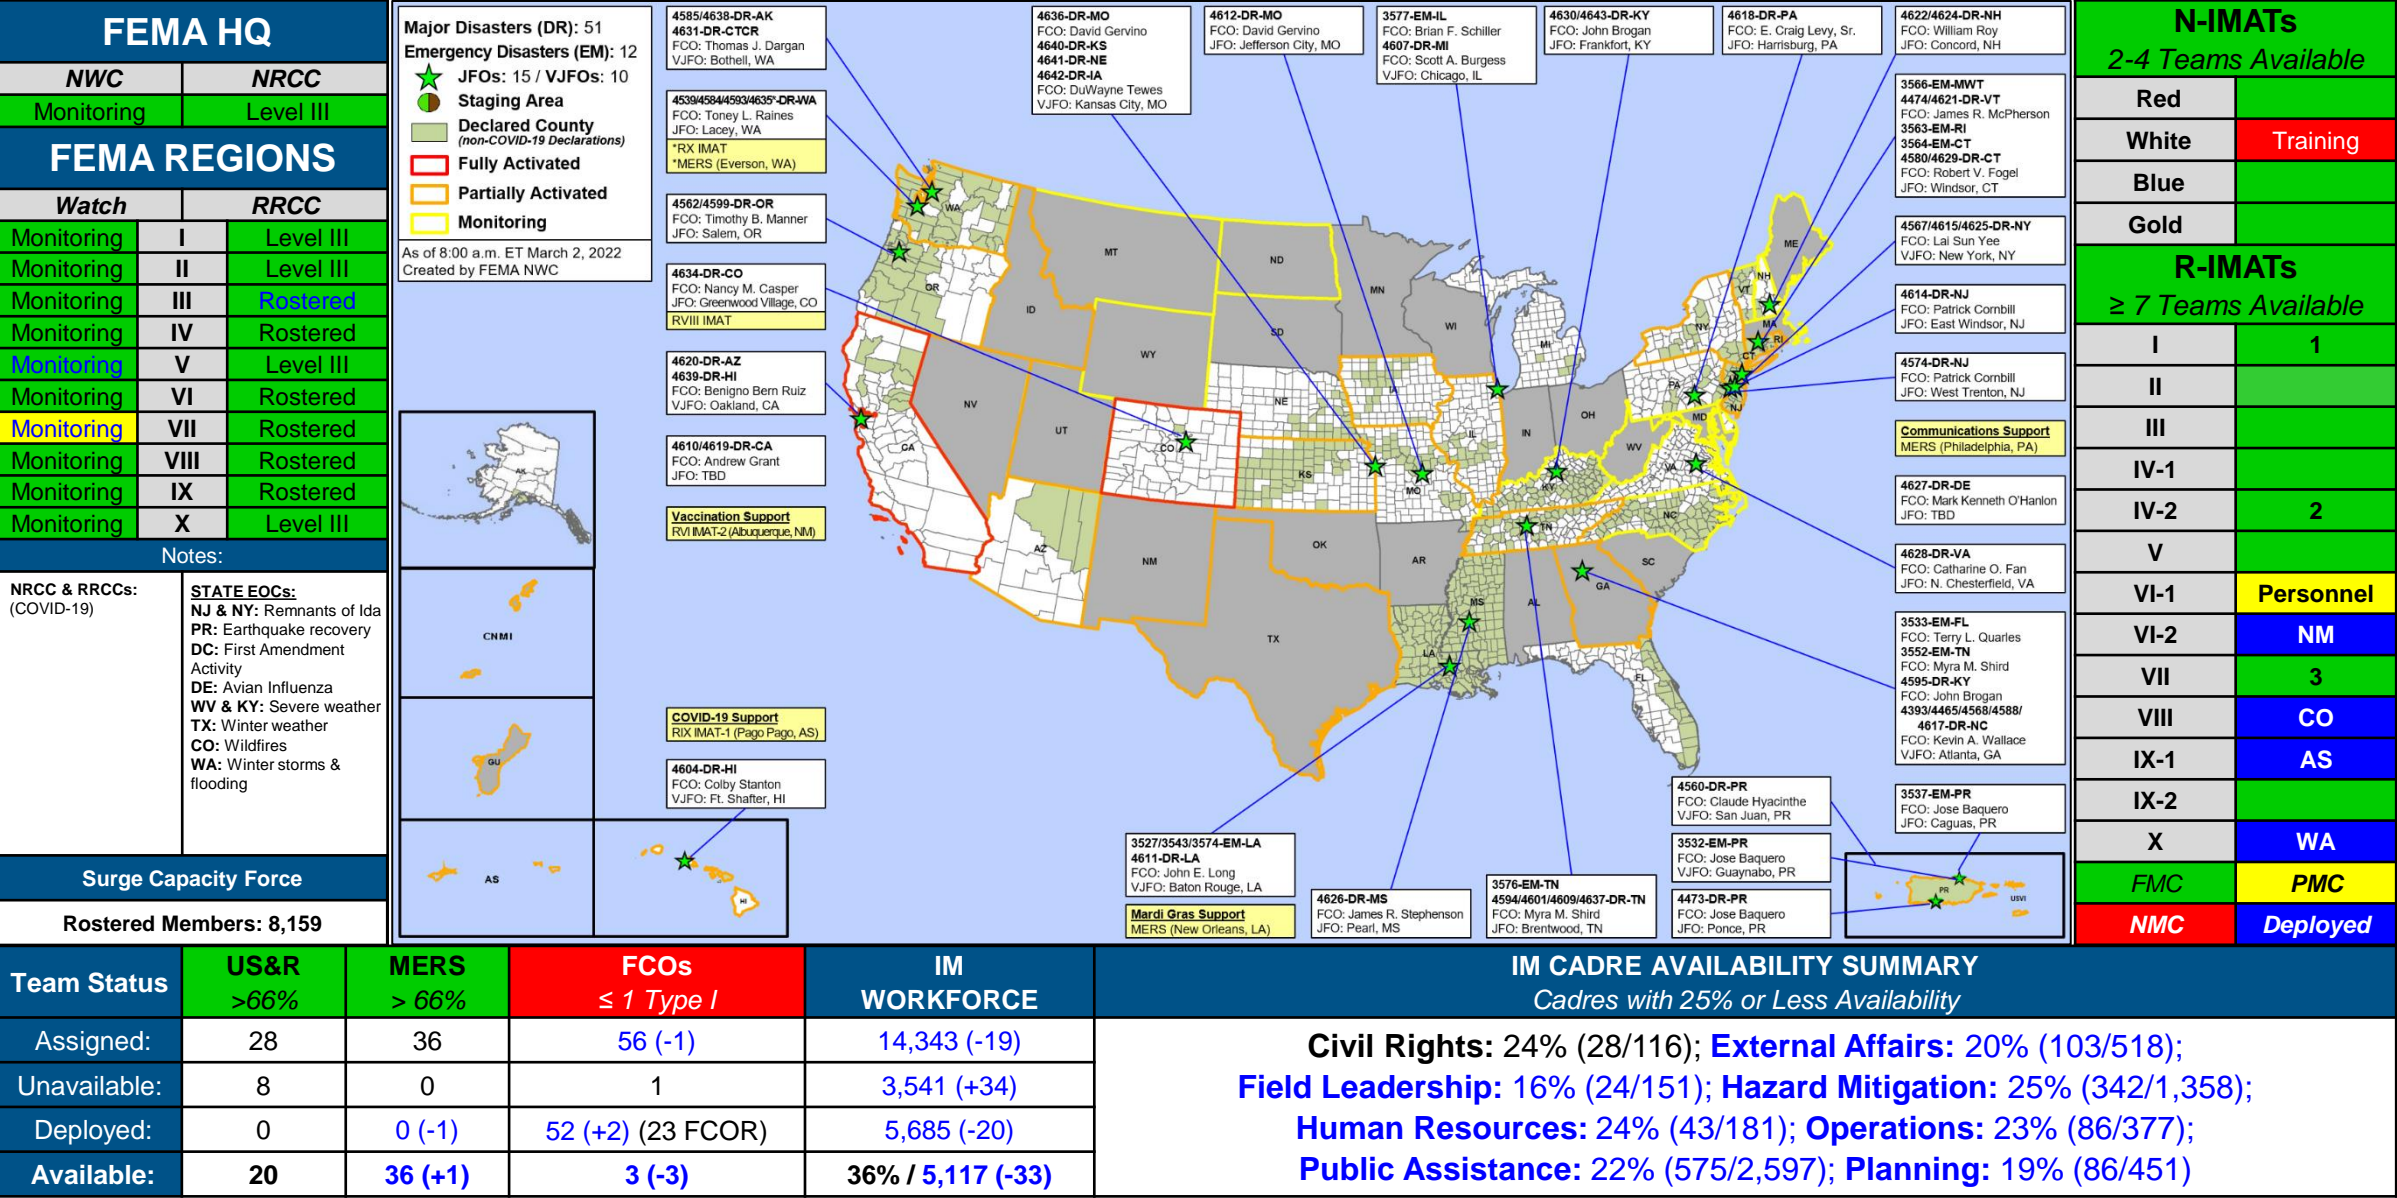 FEMA HQ
NWC NRCC
Monitoring Level III
FEMA REGIONS
Watch RRCC
Monitoring I Level III
Monitoring II Level III
Monitoring III Rostered
Monitoring IV Rostered
Monitoring V Level III
Monitoring VI Rostered
Monitoring VII Rostered
Monitoring VIII Rostered
Monitoring IX Rostered
Monitoring X Level III
Notes:
NRCC & RRCCs:
(COVID-19)
STATE EOCs:
NJ & NY: Remnants of Ida
PR: Earthquake recovery
DC: First Amendment
Activity
DE: Avian Influenza
WV & KY: Severe weather
TX: Winter weather
CO: Wildfires
WA: Winter storms &
flooding
Surge Capacity Force
Rostered Members: 8,159
Major Disasters (DR): 51
Emergency Disasters (EM): 12
JFOs: 15 / VJFOs: 10
Staging Area
Declared County
(non-COVID-19 Declarations)
Fully Activated
Partially Activated
Monitoring
As of 8:00 a.m. ET March 2, 2022
Created by FEMA NWC
4585/4638-DR-AK
4631-DR-CTCR
FCO: Thomas J. Dargan
VJFO: Bothell, WA
4539/4584/4593/4635*-DR-WA
FCO: Toney L. Raines
JFO: Lacey, WA
*RX IMAT
*MERS (Everson, WA)
4562/4599-DR-OR
FCO: Timothy B. Manner
JFO: Salem, OR
4634-DR-CO
FCO: Nancy M. Casper
JFO: Greenwood Village, CO
RVIII IMAT
4620-DR-AZ
4639-DR-HI
FCO: Benigno Bern Ruiz
VJFO: Oakland, CA
4610/4619-DR-CA
FCO: Andrew Grant
JFO: TBD
Vaccination Support
RVI IMAT-2 (Albuquerque, NM)
COVID-19 Support
RIX IMAT-1 (Pago Pago, AS)
4604-DR-HI
FCO: Colby Stanton
VJFO: Ft. Shafter, HI
4636-DR-MO
FCO: David Gervino
4640-DR-KS
4641-DR-NE
4642-DR-IA
FCO: DuWayne Tewes
VJFO: Kansas City, MO
4612-DR-MO
FCO: David Gervino
JFO: Jefferson City, MO
3577-EM-IL
FCO: Brian F. Schiller
4607-DR-MI
FCO: Scott A. Burgess
VJFO: Chicago, IL
4630/4643-DR-KY
FCO: John Brogan
JFO: Frankfort, KY
4618-DR-PA
FCO: E. Craig Levy, Sr.
JFO: Harrisburg, PA
4622/4624-DR-NH
FCO: William Roy
JFO: Concord, NH
3566-EM-MWT
4474/4621-DR-VT
FCO: James R. McPherson
3563-EM-RI
3564-EM-CT
4580/4629-DR-CT
FCO: Robert V. Fogel
JFO: Windsor, CT
4567/4615/4625-DR-NY
FCO: Lai Sun Yee
VJFO: New York, NY
4614-DR-NJ
FCO: Patrick Cornbill
JFO: East Windsor, NJ
4574-DR-NJ
FCO: Patrick Cornbill
JFO: West Trenton, NJ
Communications Support
MERS (Philadelphia, PA)
4627-DR-DE
FCO: Mark Kenneth O'Hanlon
JFO: TBD
4628-DR-VA
FCO: Catharine O. Fan
JFO: N. Chesterfield, VA
3533-EM-FL
FCO: Terry L. Quarles
3552-EM-TN
FCO: Myra M. Shird
4595-DR-KY
FCO: John Brogan
4393/4465/4568/4588/
4617-DR-NC
FCO: Kevin A. Wallace
VJFO: Atlanta, GA
4560-DR-PR
FCO: Claude Hyacinthe
VJFO: San Juan, PR
3537-EM-PR
FCO: Jose Baquero
JFO: Caguas, PR
3532-EM-PR
FCO: Jose Baquero
VJFO: Guaynabo, PR
4473-DR-PR
FCO: Jose Baquero
JFO: Ponce, PR
3527/3543/3574-EM-LA
4611-DR-LA
FCO: John E. Long
VJFO: Baton Rouge, LA
Mardi Gras Support
MERS (New Orleans, LA)
4626-DR-MS
FCO: James R. Stephenson
JFO: Pearl, MS
3576-EM-TN
4594/4601/4609/4637-DR-TN
FCO: Myra M. Shird
JFO: Brentwood, TN
WA
MT
ND
MN
ME
NH
VT
OR
ID
SD
WI
NY
MA
RI
CT
MI
WY
PA
NJ
NE
IA
NV
UT
OH
MD
IN
IL
WV
CA
CO
KS
MO
VA
KY
NC
TN
AZ
NM
OK
AR
SC
GA
AL
MS
TX
LA
FL
AK
CNMI
GU
AS
HI
PR
USVI
N-IMATs
2-4 Teams Available
Red
White Training
Blue
Gold
R-IMATs
≥ 7 Teams Available
I 1
II
III
IV-1
IV-2 2
V
VI-1 Personnel
VI-2 NM
VII 3
VIII CO
IX-1 AS
IX-2
X WA
FMC PMC
NMC Deployed
Team Status US&R >66% MERS > 66% FCOs ≤ 1 Type I IM WORKFORCE
Assigned: 28 36 56 (-1) 14,343 (-19)
Unavailable: 8 0 1 3,541 (+34)
Deployed: 0 0 (-1) 52 (+2) (23 FCOR) 5,685 (-20)
Available: 20 36 (+1) 3 (-3) 36% / 5,117 (-33)
IM CADRE AVAILABILITY SUMMARY
Cadres with 25% or Less Availability
Civil Rights: 24% (28/116); External Affairs: 20% (103/518);
Field Leadership: 16% (24/151); Hazard Mitigation: 25% (342/1,358);
Human Resources: 24% (43/181); Operations: 23% (86/377);
Public Assistance: 22% (575/2,597); Planning: 19% (86/451)